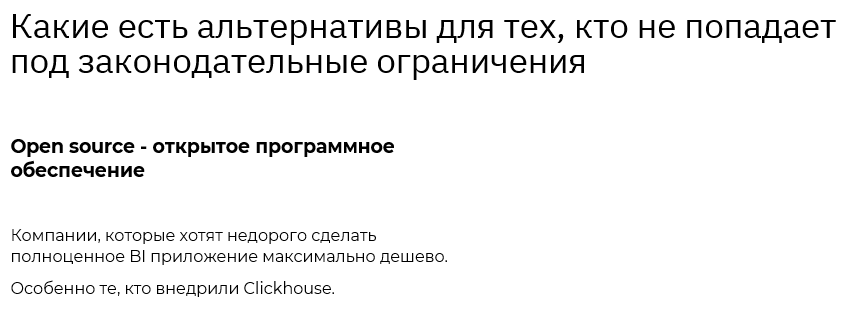 Какие есть альтернативы для тех, кто не попадает
под законодательные ограничения
Open source - открытое программное
обеспечение
Компании, которые хотят недорого сделать
полноценное BI приложение максимально дешево.
Особенно те, кто внедрили Clickhouse.